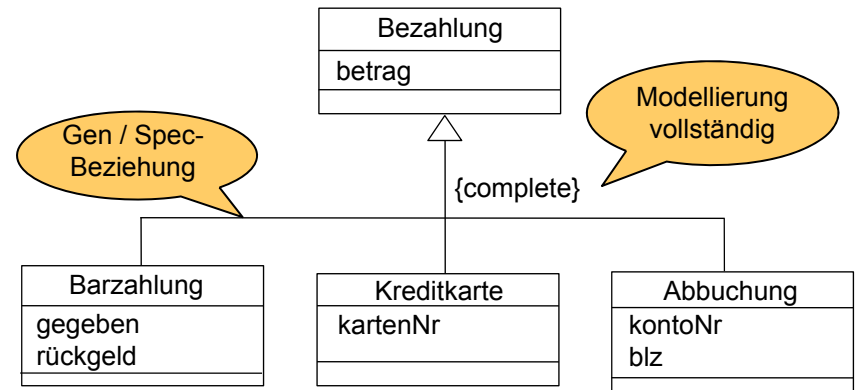 Bezahlung
betrag
Modellierung
vollständig
Gen / Spec-
Beziehung
{complete}
Barzahlung
gegeben
rückgeld
Kreditkarte
kartenNr
Abbuchung
kontoNr
blz